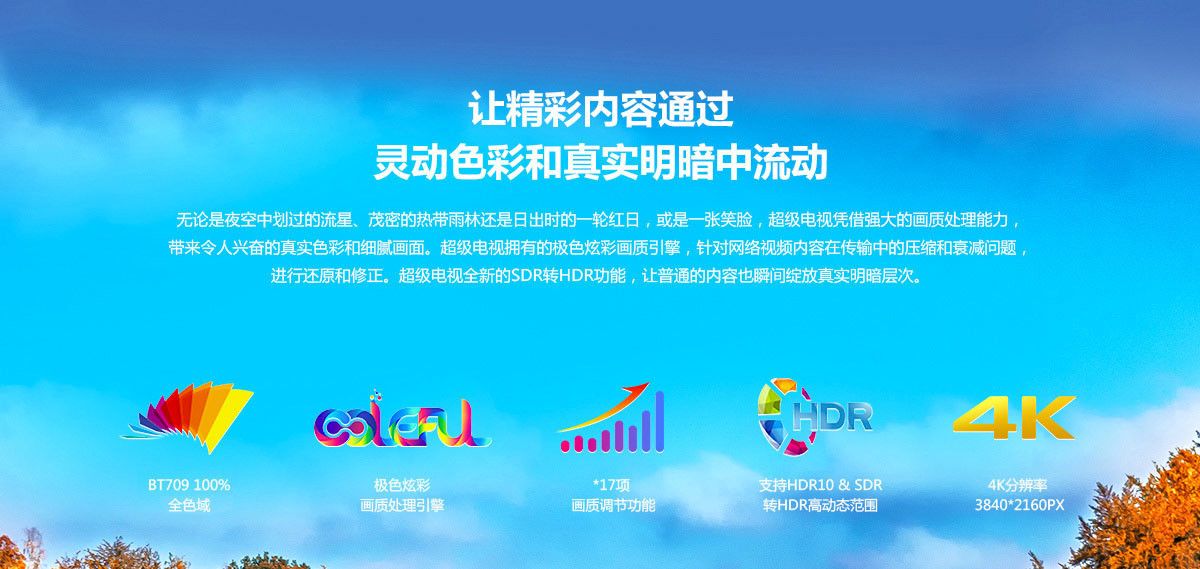 让精彩内容通过
灵动色彩和真实明暗中流动
无论是夜空中划过的流星、茂密的热带雨林还是日出时的一轮红日，或是一张笑脸，超级电视凭借强大的画质处理能力，
带来令人兴奋的真实色彩和细腻画面。超级电视拥有的极色炫彩画质引擎，针对网络视频内容在传输中的压缩和衰减问题，
进行还原和修正。超级电视全新的SDR转HDR功能，让普通的内容也瞬间绽放真实明暗层次。
COLEFUL
HDR
4K
BT709 100%
全色域
极色炫彩
画质处理引擎
*17项
画质调节功能
支持HDR10 & SDR
转HDR高动态范围
4K分辨率
3840*2160PX